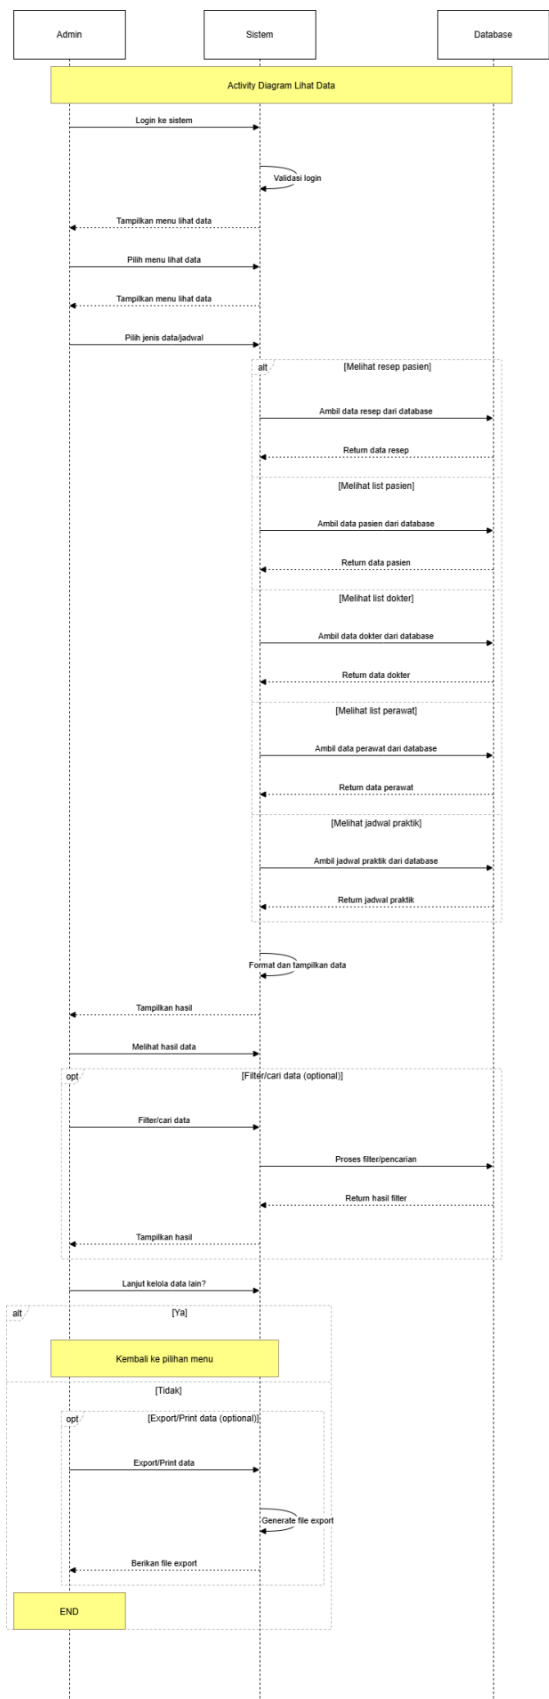 Admin
Sistem
Database
Activity Diagram Lihat Data
Login ke sistem
Validasi login
Tampilkan menu lihat data
Pilih menu lihat data
Tampilkan menu lihat data
Pilih jenis data/jadwal
alt
[Melihat resep pasien]
Ambil data resep dari database
Return data resep
[Melihat list pasien]
Ambil data pasien dari database
Return data pasien
[Melihat list dokter]
Ambil data dokter dari database
Return data dokter
[Melihat list perawat]
Ambil data perawat dari database
Return data perawat
[Melihat jadwal praktik]
Ambil jadwal praktik dari database
Return jadwal praktik
Format dan tampilkan data
Tampilkan hasil
Melihat hasil data
opt
[Filter/cari data (optional)]
Filter/cari data
Proses filter/pencarian
Return hasil filter
Tampilkan hasil
Lanjut kelola data lain?
alt
[Ya]
Kembali ke pilihan menu
[Tidak]
opt
[Export/Print data (optional)]
Export/Print data
Generate file export
Berikan file export
END